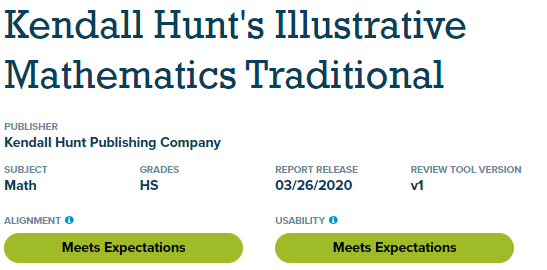 Kendall Hunt's Illustrative
Mathematics Traditional
PUBLISHER
Kendall Hunt Publishing Company
SUBJECT GRADES REPORT RELEASE REVIEW TOOL VERSION
Math HS 03/26/2020 v1
ALIGNMENT i USABILITY i
Meets Expectations Meets Expectations